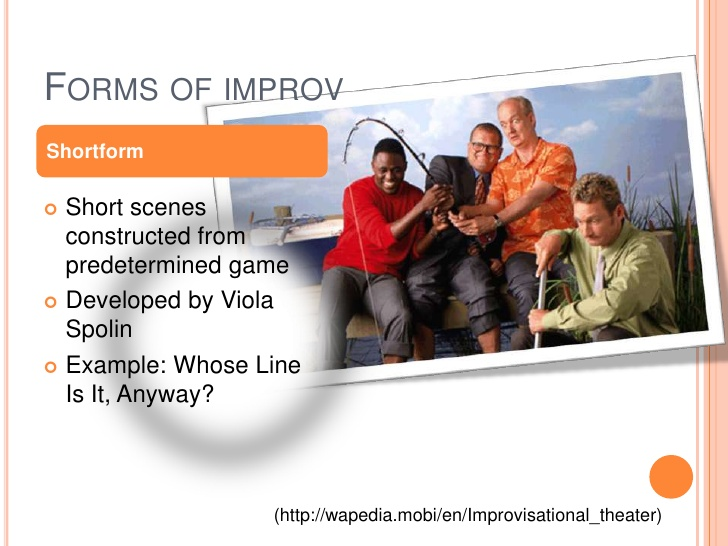 FORMS OF IMPROV
Shortform
Short scenes
constructed from
predetermined game
Developed by Viola
Spolin
Example: Whose Line
Is It, Anyway?
(http://wapedia.mobi/en/Improvisational_theater)